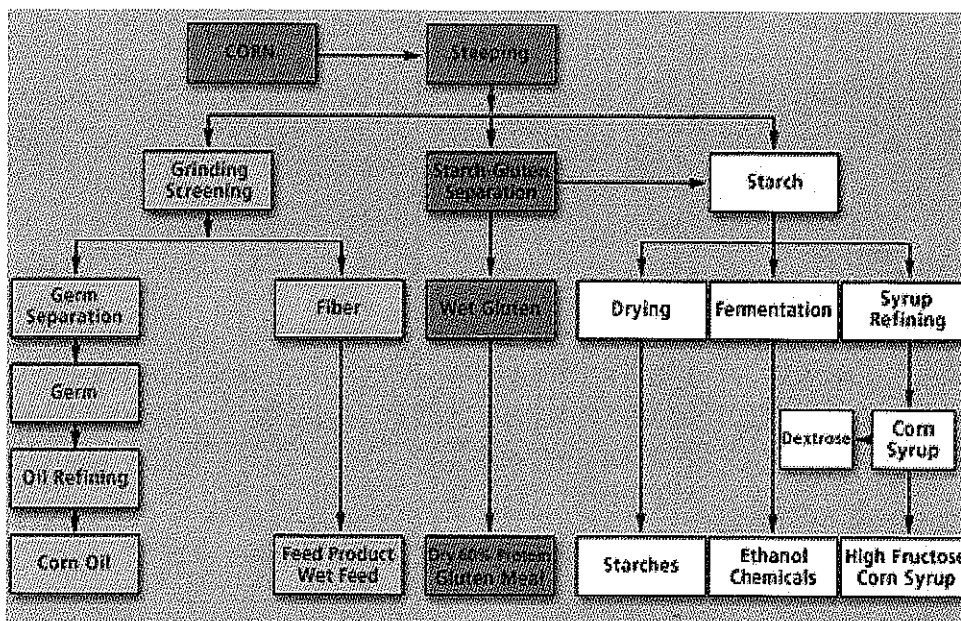 CORN
Steeping
Grinding
Screening
Starch-Gluten
Separation
Starch
Germ
Separation
Fiber
Wet Gluten
Drying
Fermentation
Syrup
Refining
Germ
Dextrose
Corn
Syrup
Oil Refining
Corn Oil
Feed Product
Wet Feed
Dry 60% Protein
Gluten Meal
Starches
Ethanol
Chemicals
High Fructose
Corn Syrup